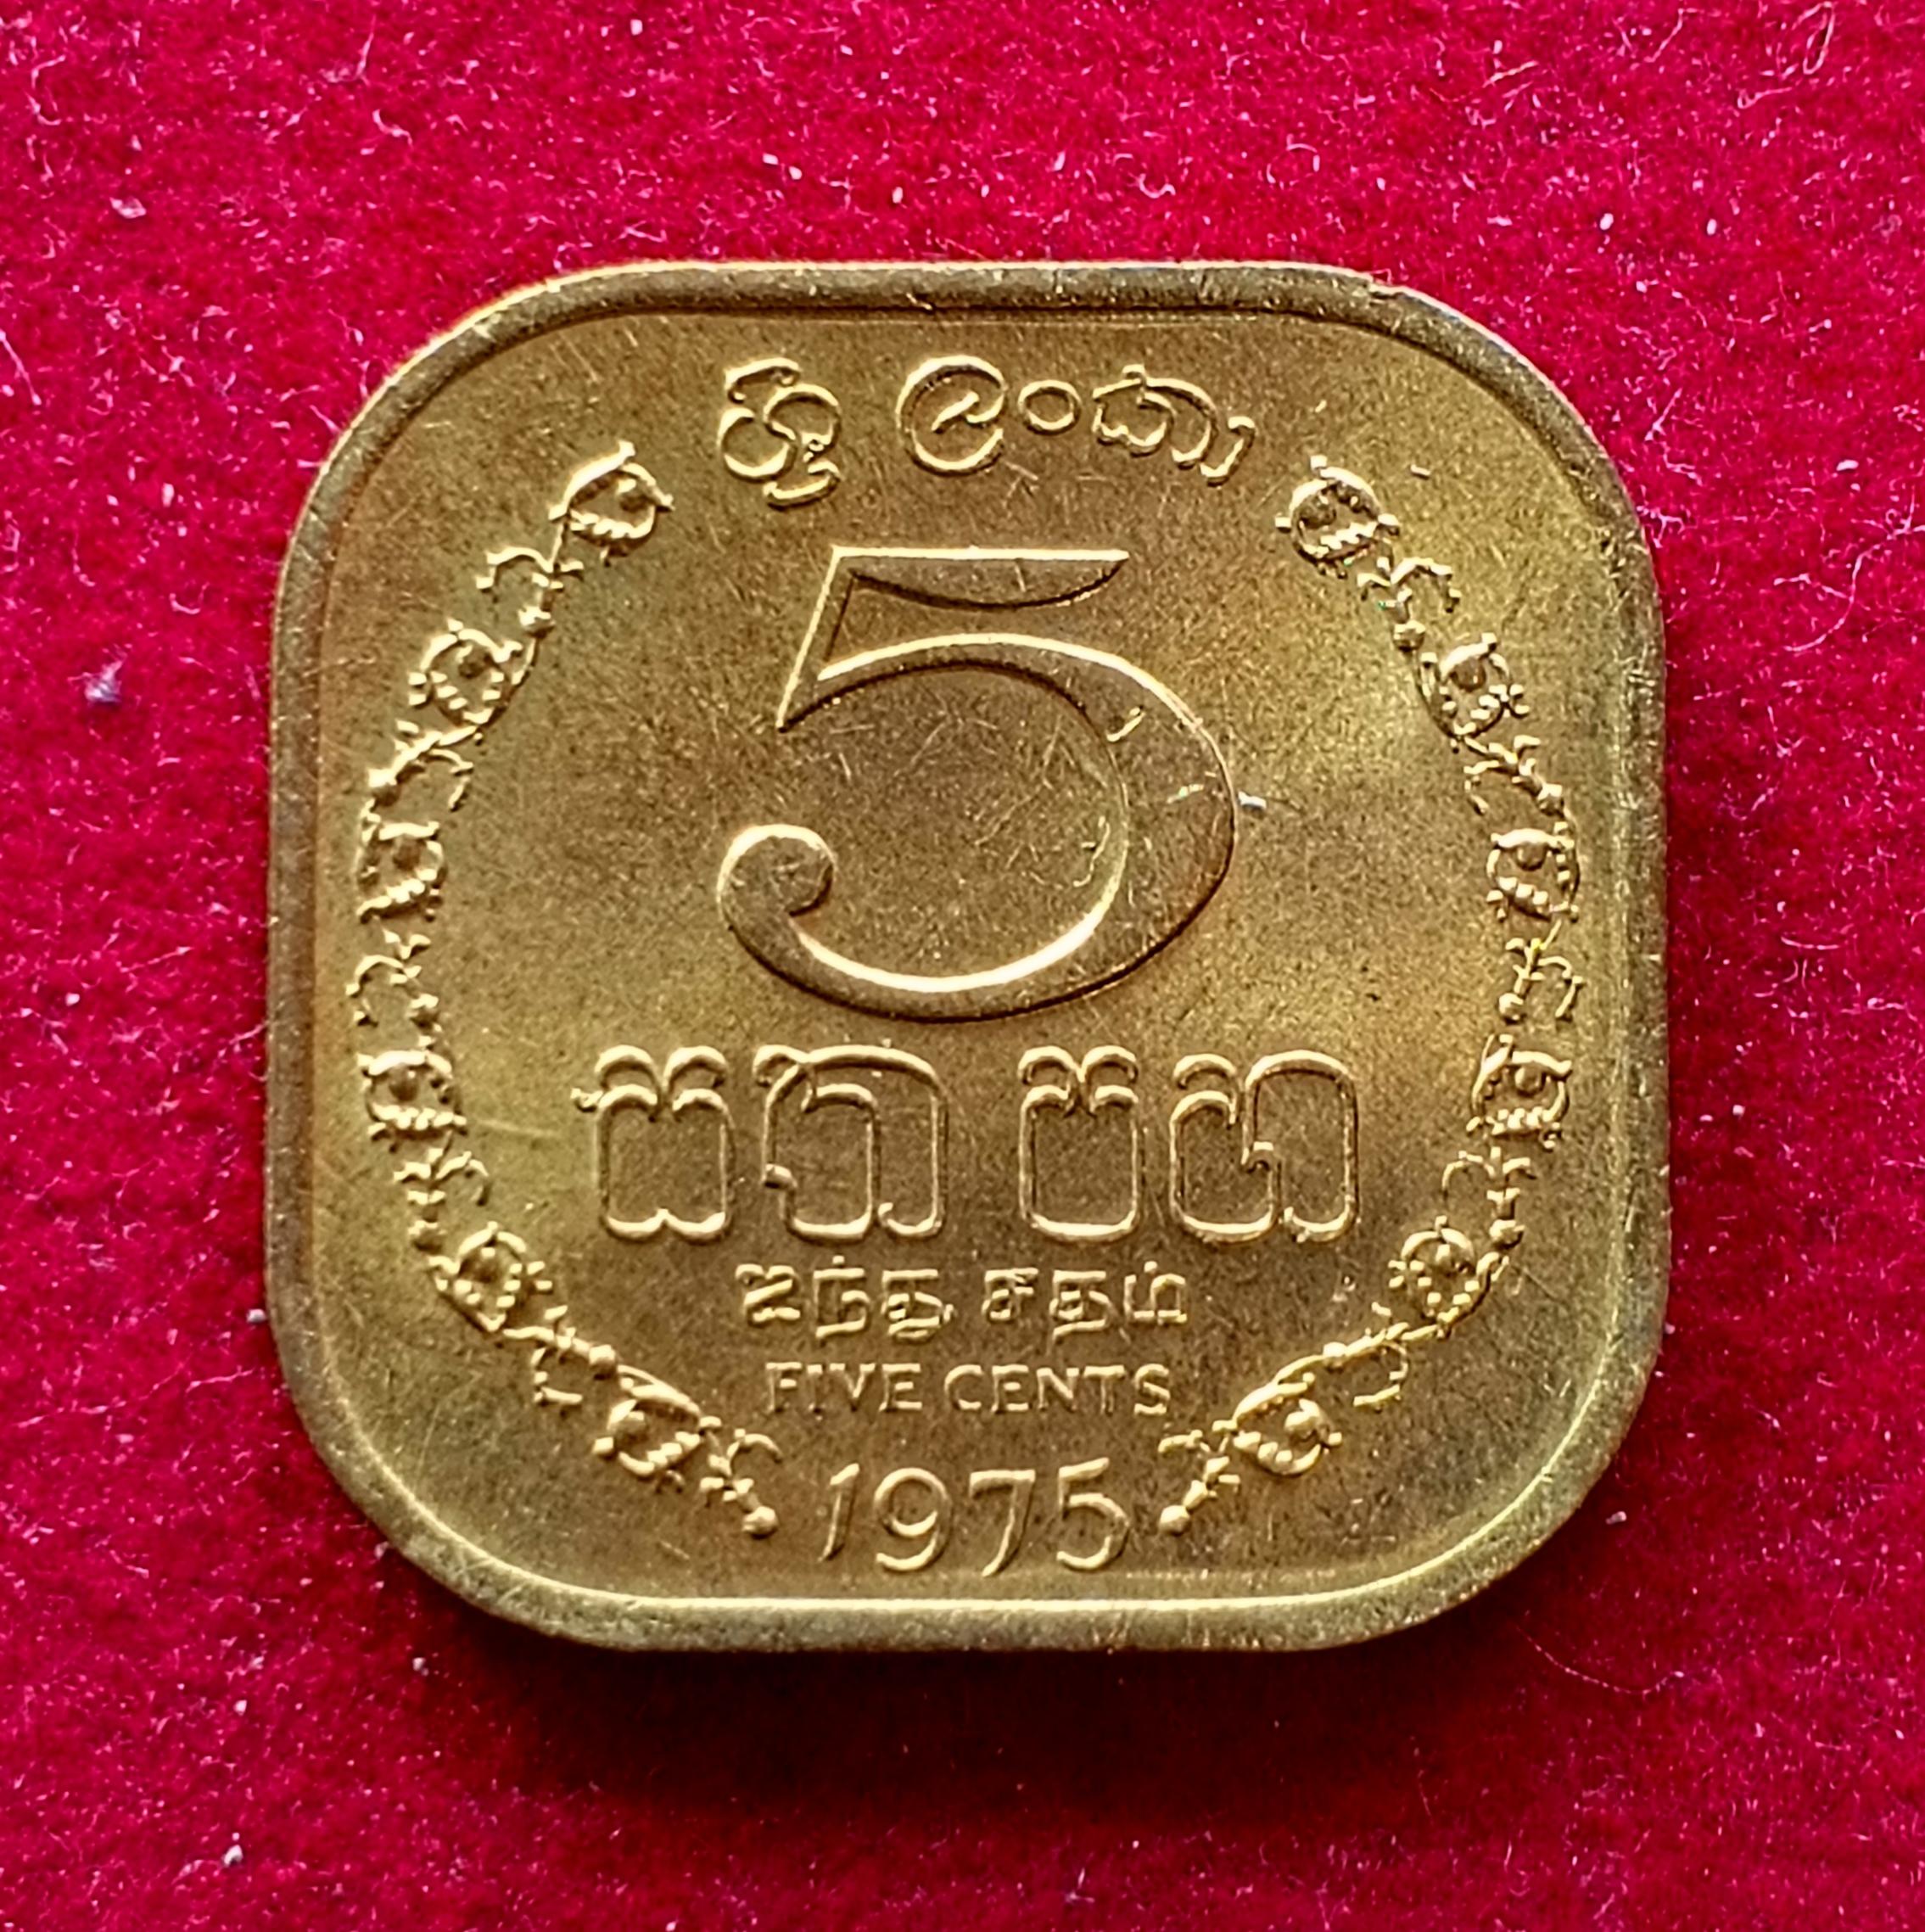 ශ්‍රී ලංකා
5
සත පහ
ஐந்து சதம்
FIVE CENTS
1975